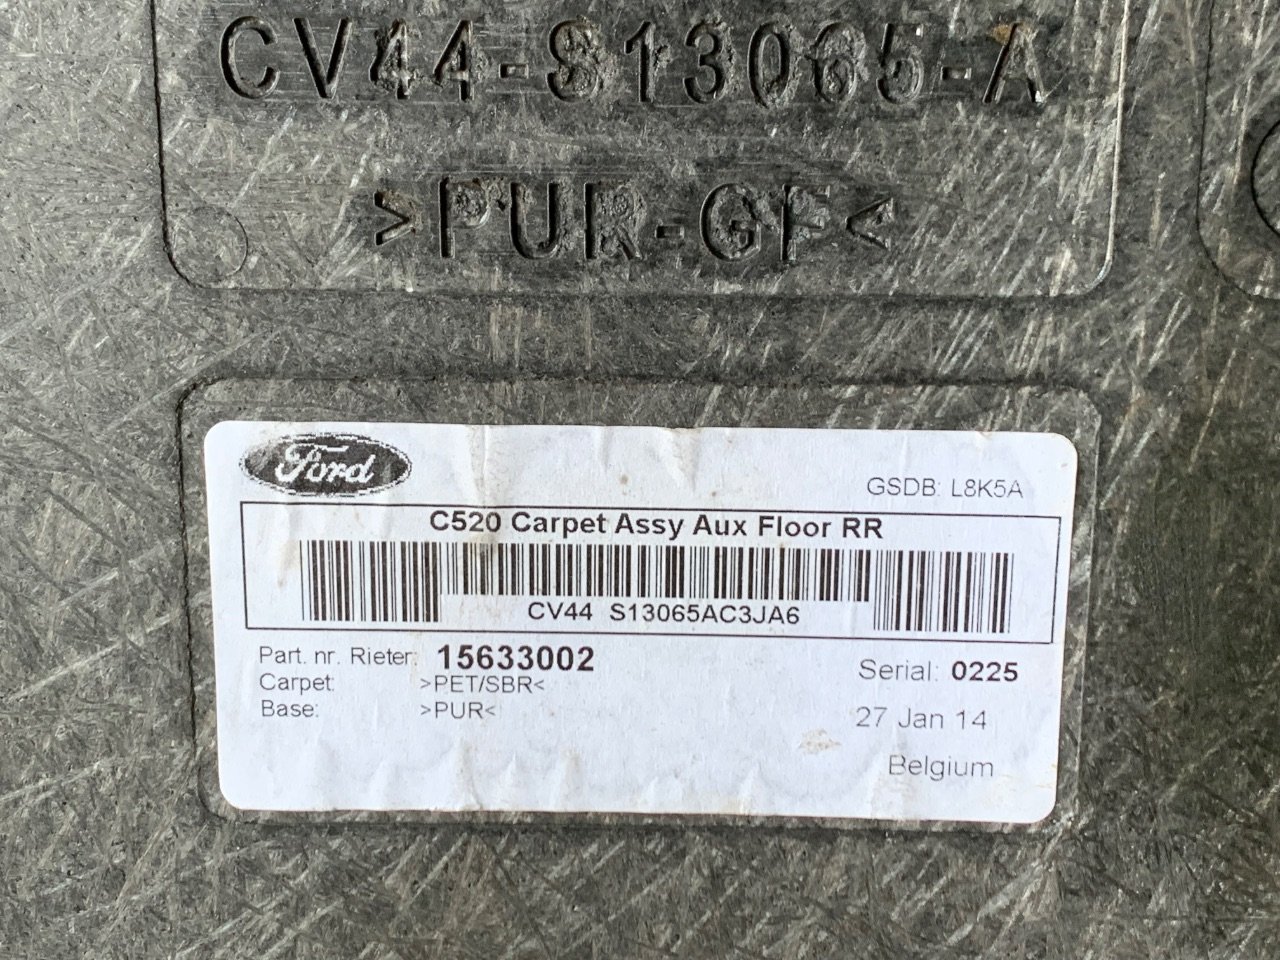 CV44-S13065-A
>PUR-GF<
Ford
GSDB: L8K5A
C520 Carpet Assy Aux Floor RR
CV44 S13065AC3JA6
Part. nr. Rieter: 15633002
Serial: 0225
Carpet: >PET/SBR<
Base: >PUR<
27 Jan 14
Belgium